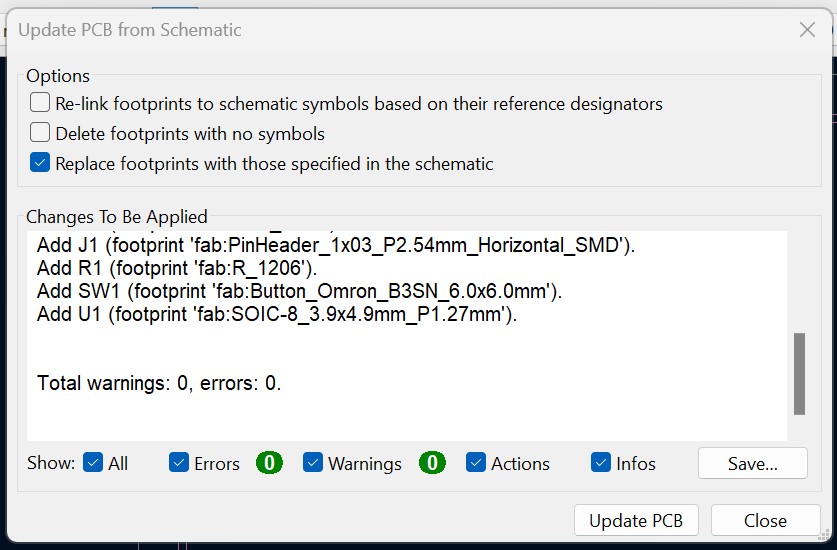 Update PCB from Schematic
Options
Re-link footprints to schematic symbols based on their reference designators
Delete footprints with no symbols
Replace footprints with those specified in the schematic
Changes To Be Applied
Add J1 (footprint 'fab:PinHeader_1x03_P2.54mm_Horizontal_SMD').
Add R1 (footprint 'fab:R_1206').
Add SW1 (footprint 'fab:Button_Omron_B3SN_6.0x6.0mm').
Add U1 (footprint 'fab:SOIC-8_3.9x4.9mm_P1.27mm').
Total warnings: 0, errors: 0.
Show: All Errors 0 Warnings 0 Actions Infos Save...
Update PCB Close